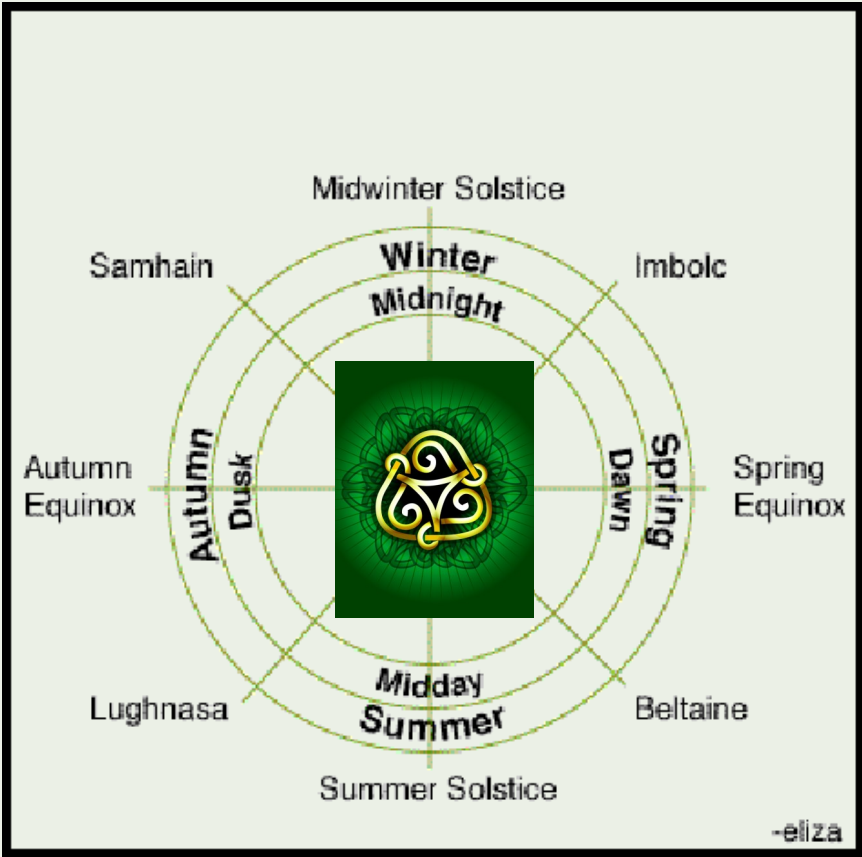 Midwinter Solstice
Samhain
Winter
Imbolc
Midnight
Autumn
Equinox
Autumn
Dusk
Dawn
Spring
Spring
Equinox
Midday
Lughnasa
Summer
Beltaine
Summer Solstice
-eliza